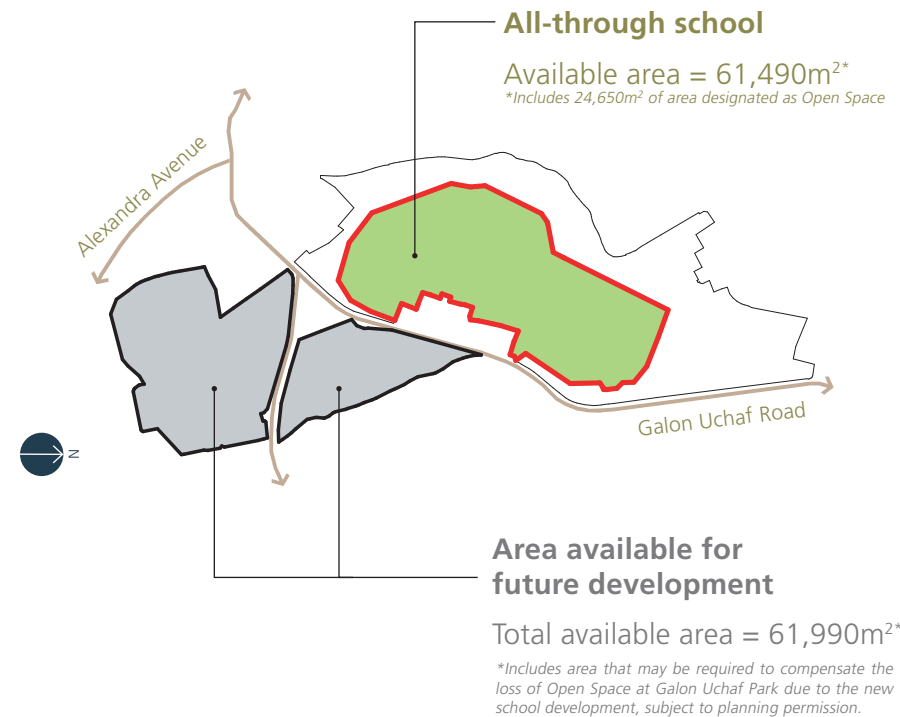 All-through school
Available area = 61,490m²*
*Includes 24,650m² of area designated as Open Space
Alexandra Avenue
Galon Uchaf Road
N
Area available for
future development
Total available area = 61,990m²*
*Includes area that may be required to compensate the
loss of Open Space at Galon Uchaf Park due to the new
school development, subject to planning permission.